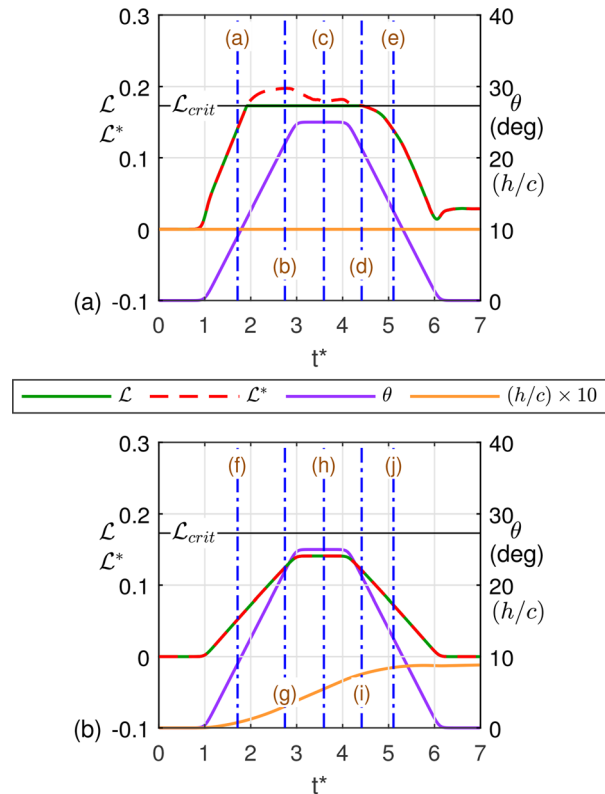 0.3
40
(a)
(c)
(e)
0.2
30
ℒ
ℒcrit
θ
ℒ*
(deg)
0.1
20
(h/c)
0
10
(b)
(d)
(a)
-0.1
0
0 1 2 3 4 5 6 7
t*
ℒ ℒ* θ (h/c) × 10
0.3
40
(f)
(h)
(j)
0.2
30
ℒ
ℒcrit
θ
ℒ*
(deg)
0.1
20
(h/c)
0
10
(g)
(i)
(b)
-0.1
0
0 1 2 3 4 5 6 7
t*